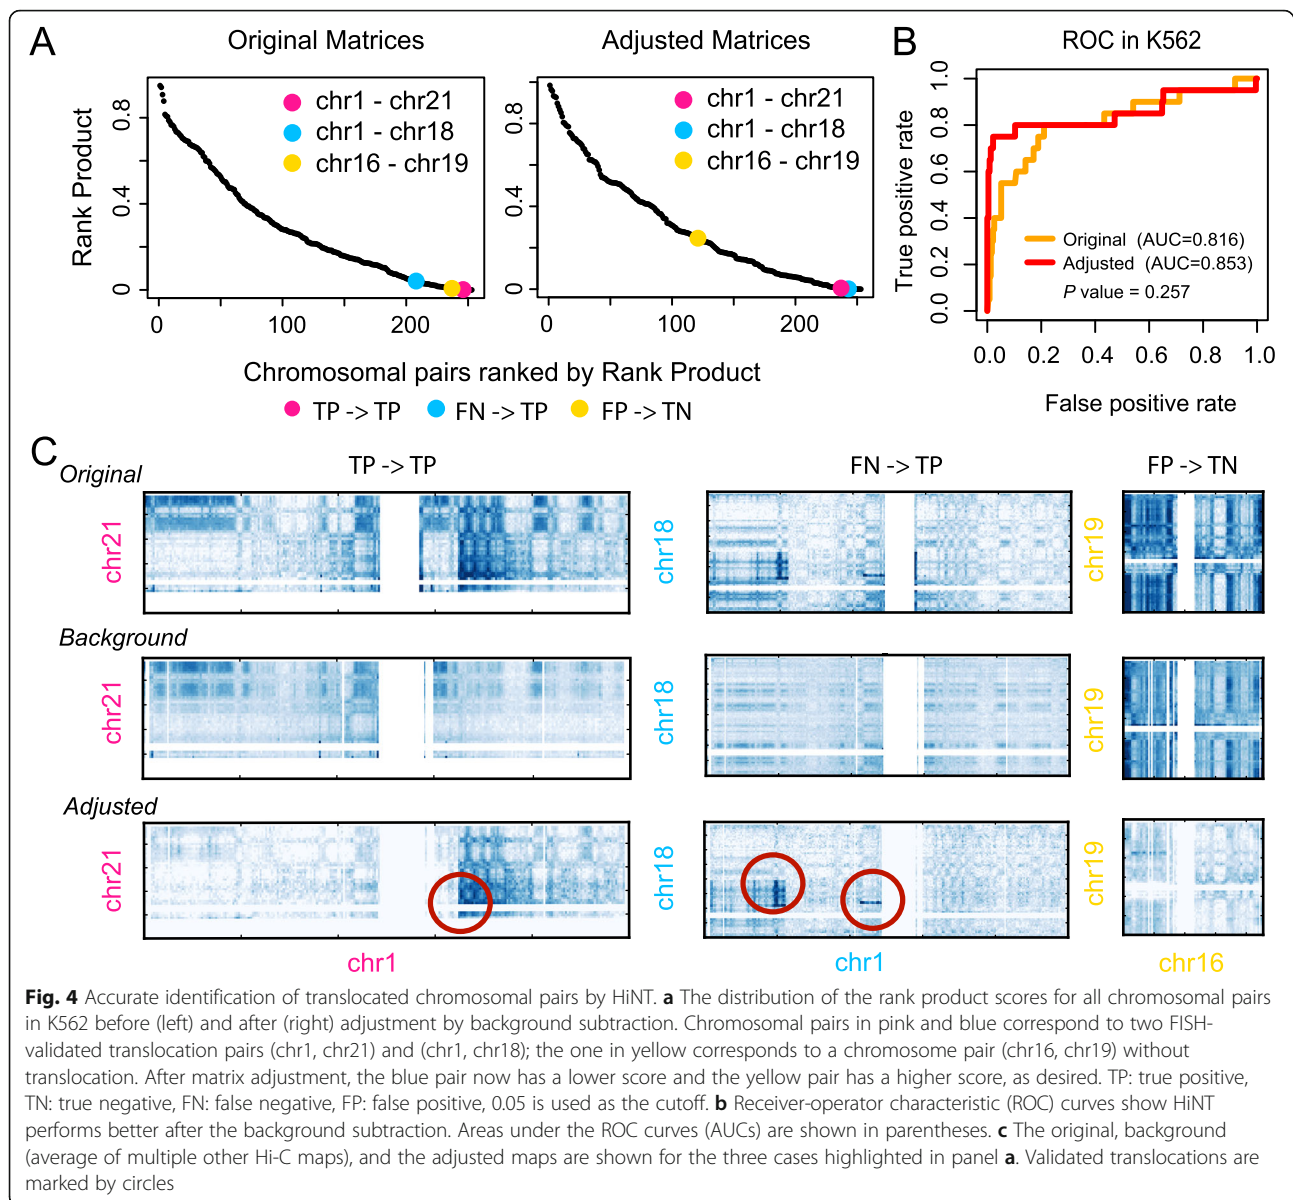 A
Original Matrices
Adjusted Matrices
B
ROC in K562
Rank Product
0.8
0.4
0
chr1 - chr21
chr1 - chr18
chr16 - chr19
0 100 200
0.8
0.4
0
chr1 - chr21
chr1 - chr18
chr16 - chr19
0 100 200
Chromosomal pairs ranked by Rank Product
TP -> TP FN -> TP FP -> TN
True positive rate
1.0
0.8
0.6
0.4
0.2
0.0
Original (AUC=0.816)
Adjusted (AUC=0.853)
P value = 0.257
0.0 0.2 0.4 0.6 0.8 1.0
False positive rate
C
Original
TP -> TP
FN -> TP
FP -> TN
chr21
chr18
chr19
Background
chr21
chr18
chr19
Adjusted
chr21
chr18
chr19
chr1
chr1
chr16
Fig. 4 Accurate identification of translocated chromosomal pairs by HiNT. a The distribution of the rank product scores for all chromosomal pairs
in K562 before (left) and after (right) adjustment by background subtraction. Chromosomal pairs in pink and blue correspond to two FISH-
validated translocation pairs (chr1, chr21) and (chr1, chr18); the one in yellow corresponds to a chromosome pair (chr16, chr19) without
translocation. After matrix adjustment, the blue pair now has a lower score and the yellow pair has a higher score, as desired. TP: true positive,
TN: true negative, FN: false negative, FP: false positive, 0.05 is used as the cutoff. b Receiver-operator characteristic (ROC) curves show HiNT
performs better after the background subtraction. Areas under the ROC curves (AUCs) are shown in parentheses. c The original, background
(average of multiple other Hi-C maps), and the adjusted maps are shown for the three cases highlighted in panel a. Validated translocations are
marked by circles